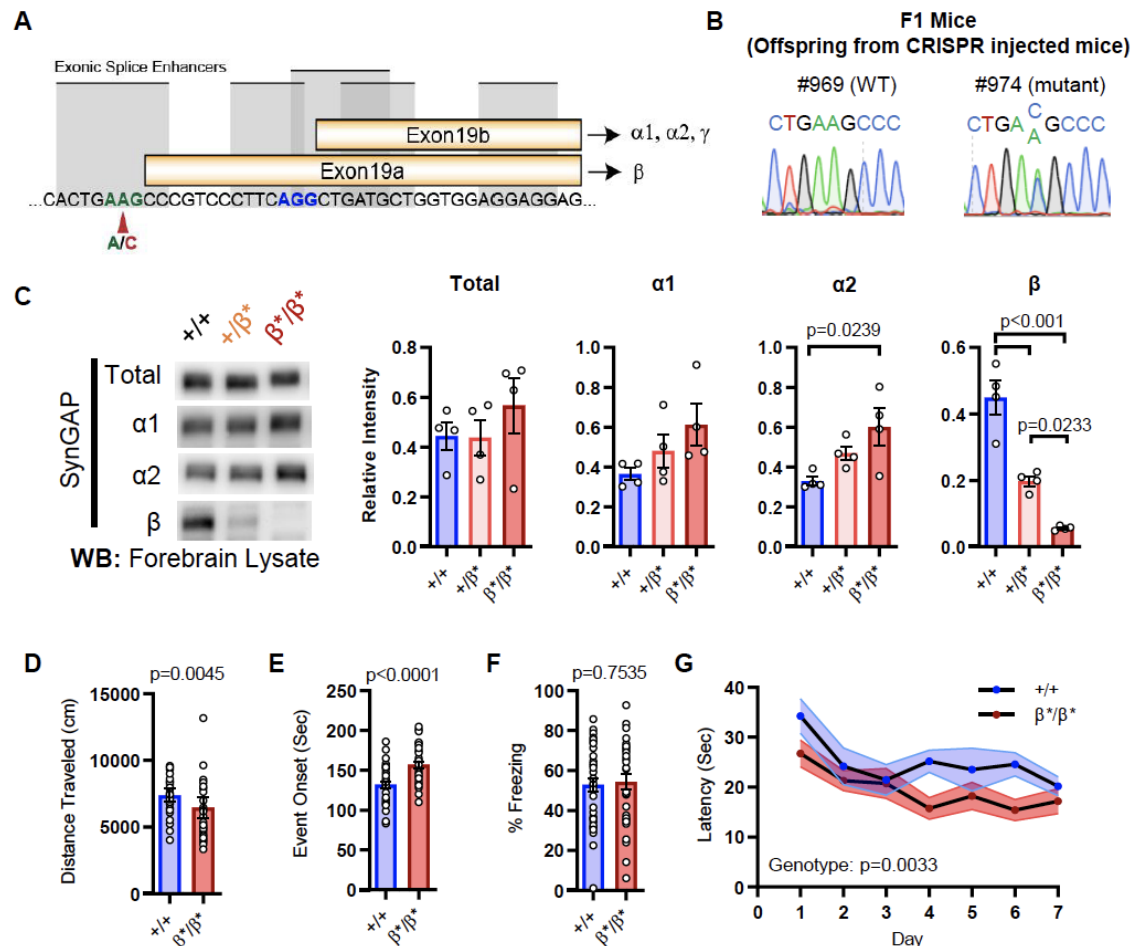 A
Exonic Splice Enhancers
Exon19b
α1, α2, γ
Exon19a
β
...CACTGAAGCCCGTCCCTTCAGGCTGATGCTGGTGGAGGAGGAG...
A/C
B
F1 Mice
(Offspring from CRISPR injected mice)
#969 (WT)
#974 (mutant)
CTGAAGCCC
C
CTGA GCCC
A
C
+/+
+/β*
β*/β*
SynGAP
Total
α1
α2
β
WB: Forebrain Lysate
Total
Relative Intensity
0.8
0.6
0.4
0.2
0.0
+/+
+/β*
β*/β*
α1
1.0
0.8
0.6
0.4
0.2
0.0
+/+
+/β*
β*/β*
α2
p=0.0239
1.0
0.8
0.6
0.4
0.2
0.0
+/+
+/β*
β*/β*
β
p<0.001
p=0.0233
0.6
0.4
0.2
0.0
+/+
+/β*
β*/β*
D
p=0.0045
Distance Traveled (cm)
15000
10000
5000
0
+/+
β*/β*
E
p<0.0001
Event Onset (Sec)
250
200
150
100
50
0
+/+
β*/β*
F
p=0.7535
% Freezing
100
80
60
40
20
0
+/+
β*/β*
G
+/+
β*/β*
Latency (Sec)
40
30
20
10
0
Genotype: p=0.0033
0 1 2 3 4 5 6 7
Day